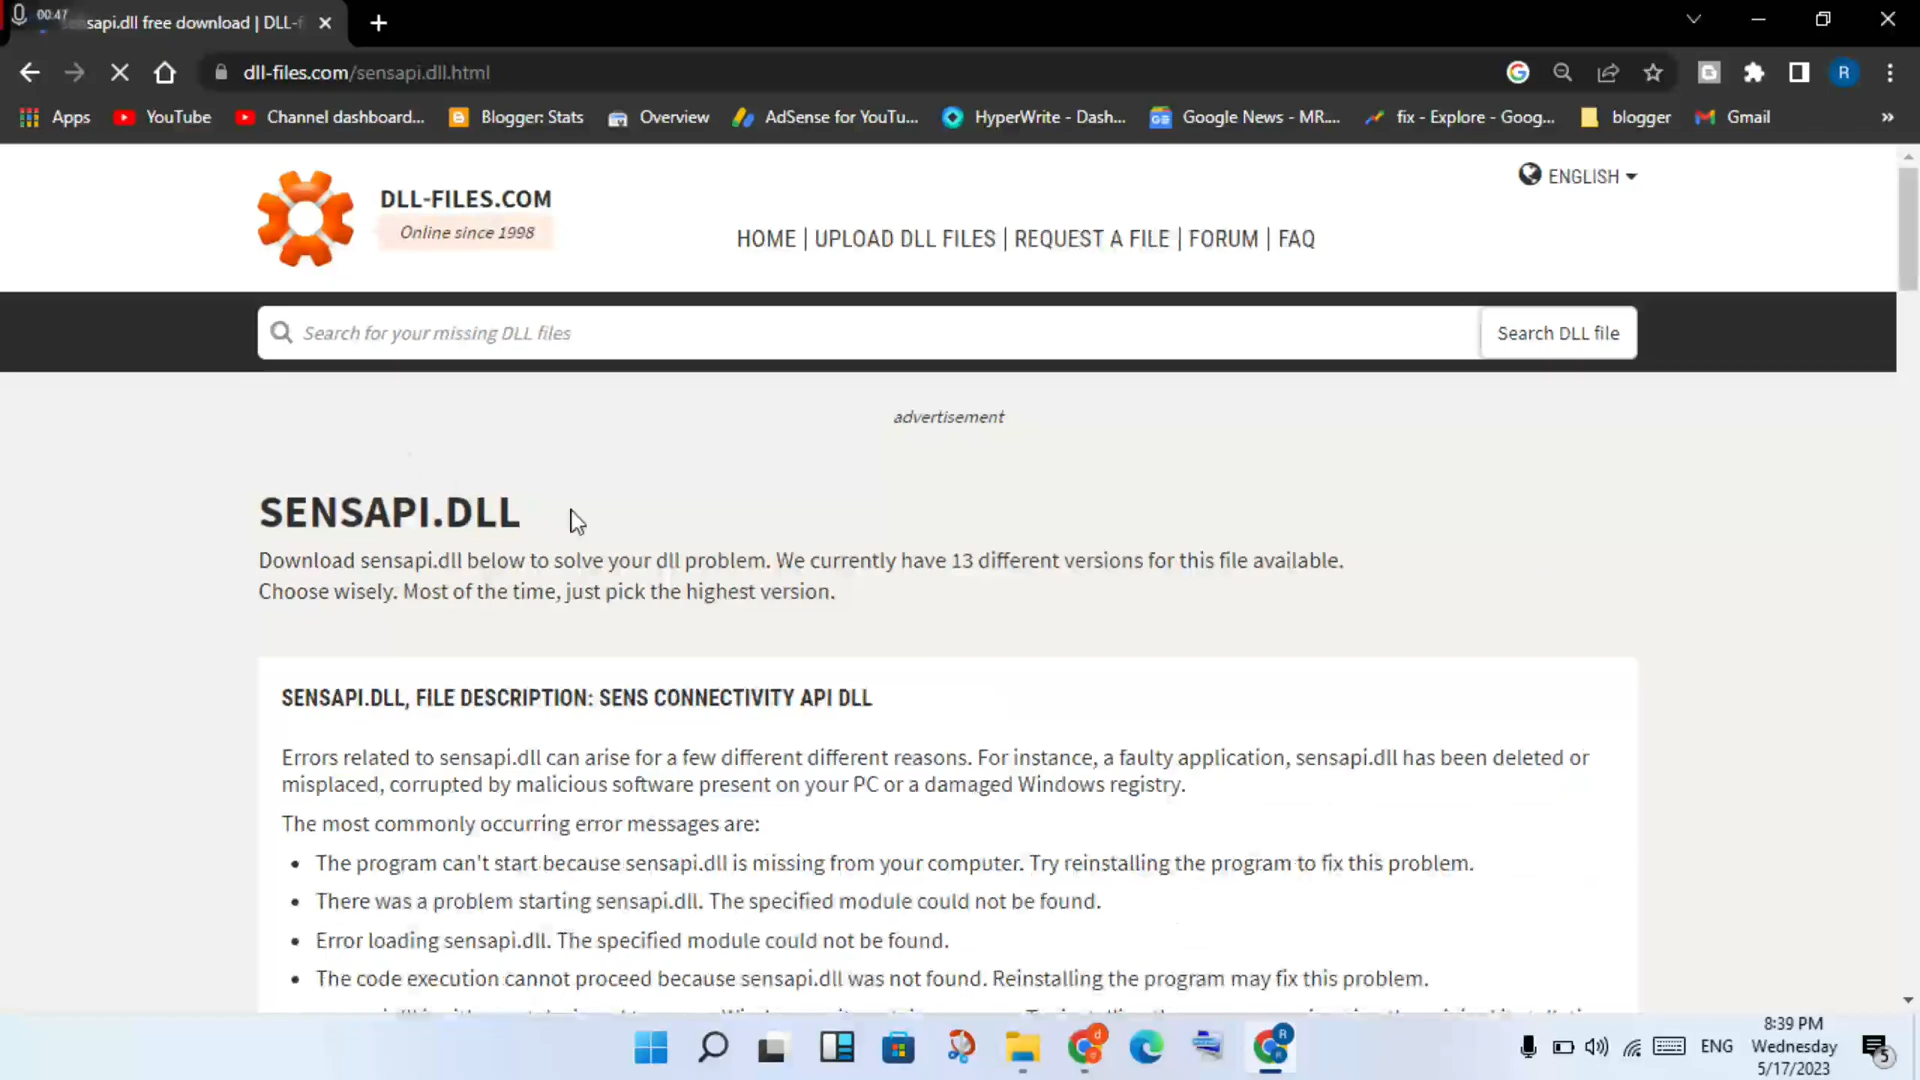 00:47
sapi.dll free download | DLL-f
dll-files.com/sensapi.dll.html
R
Apps
YouTube
Channel dashboard...
Blogger: Stats
Overview
AdSense for YouTu...
HyperWrite - Dash...
Google News - MR....
fix - Explore - Goog...
blogger
Gmail
»
ENGLISH
DLL-FILES.COM
Online since 1998
HOME | UPLOAD DLL FILES | REQUEST A FILE | FORUM | FAQ
Search for your missing DLL files
Search DLL file
advertisement
SENSAPI.DLL
Download sensapi.dll below to solve your dll problem. We currently have 13 different versions for this file available.
Choose wisely. Most of the time, just pick the highest version.
SENSAPI.DLL, FILE DESCRIPTION: SENS CONNECTIVITY API DLL
Errors related to sensapi.dll can arise for a few different different reasons. For instance, a faulty application, sensapi.dll has been deleted or
misplaced, corrupted by malicious software present on your PC or a damaged Windows registry.
The most commonly occurring error messages are:
• The program can't start because sensapi.dll is missing from your computer. Try reinstalling the program to fix this problem.
• There was a problem starting sensapi.dll. The specified module could not be found.
• Error loading sensapi.dll. The specified module could not be found.
• The code execution cannot proceed because sensapi.dll was not found. Reinstalling the program may fix this problem.
ENG
8:39 PM
Wednesday
5/17/2023
5